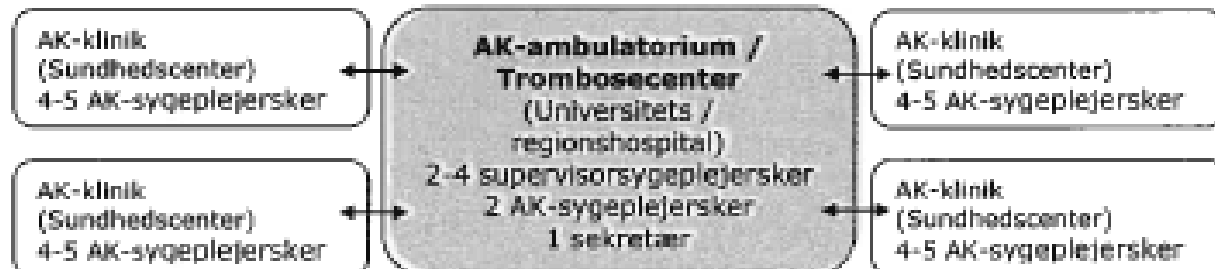 AK-klinik
(Sundhedscenter)
4-5 AK-sygeplejersker
AK-klinik
(Sundhedscenter)
4-5 AK-sygeplejersker
AK-ambulatorium /
Trombosecenter
(Universitets /
regionshospital)
2-4 supervisorsygeplejersker
2 AK-sygeplejersker
1 sekretær
AK-klinik
(Sundhedscenter)
4-5 AK-sygeplejersker
AK-klinik
(Sundhedscenter)
4-5 AK-sygeplejersker